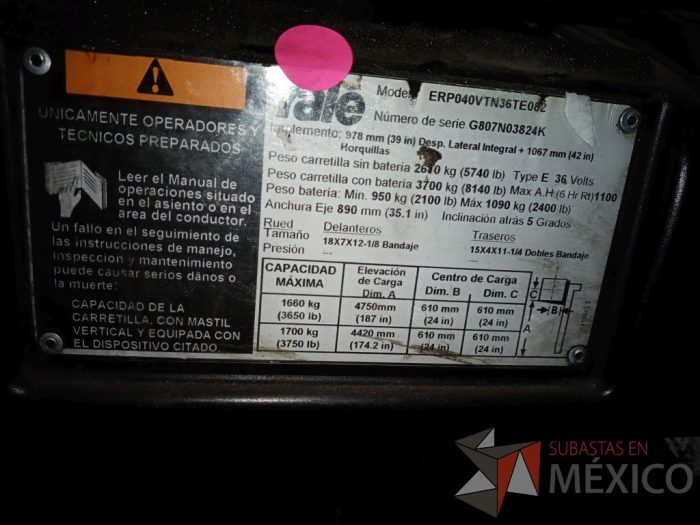 UNICAMENTE OPERADORES Y
TÉCNICOS PREPARADOS
Leer el Manual de
operaciones situado
en el asiento o en el
area del conductor.
Un fallo en el seguimiento de
las instrucciones de manejo,
inspeccion y mantenimiento
puede causar serios dános o
la muerte:
CAPACIDAD DE LA
CARRETILLA, CON MASTIL
VERTICAL Y EQUIPADA CON
EL DISPOSITIVO CITADO
Yale
Modelo ERP040VTN36TE082
Número de serie G807N03824K
Implemento: 978 mm (39 in) Desp. Lateral Integral + 1067 mm (42 in)
Horquillas
Peso carretilla sin bateria kg (5740 lb) Type E 36 Volts
Peso carretilla con bateria 3700 kg (8140 lb) Max A.H:(6 Hr Rt) 1100
Peso bateria: Min. 950 kg (2100 lb) Máx 1090 kg (2400 lb)
Anchura Eje 890 mm (35.1 in) Inclinación atrás 5 Grados
Rued Delanteros Traseros
Tamaño 18X7X12-1/8 Bandaje 15X4X11-1/4 Dobles Bandaje
Presión --- ---
CAPACIDAD MÁXIMA Elevación de Carga Dim. A Centro de Carga Dim. B Dim. C
1660 kg 4750mm 610 mm 610 mm
(3650 lb) (187 in) (24 in) (24 in)
1700 kg 4420 mm 610 mm 610 mm
(3750 lb) (174.2 in) (24 in) (24 in)
C
B
A
SUBASTAS EN
MÉXICO